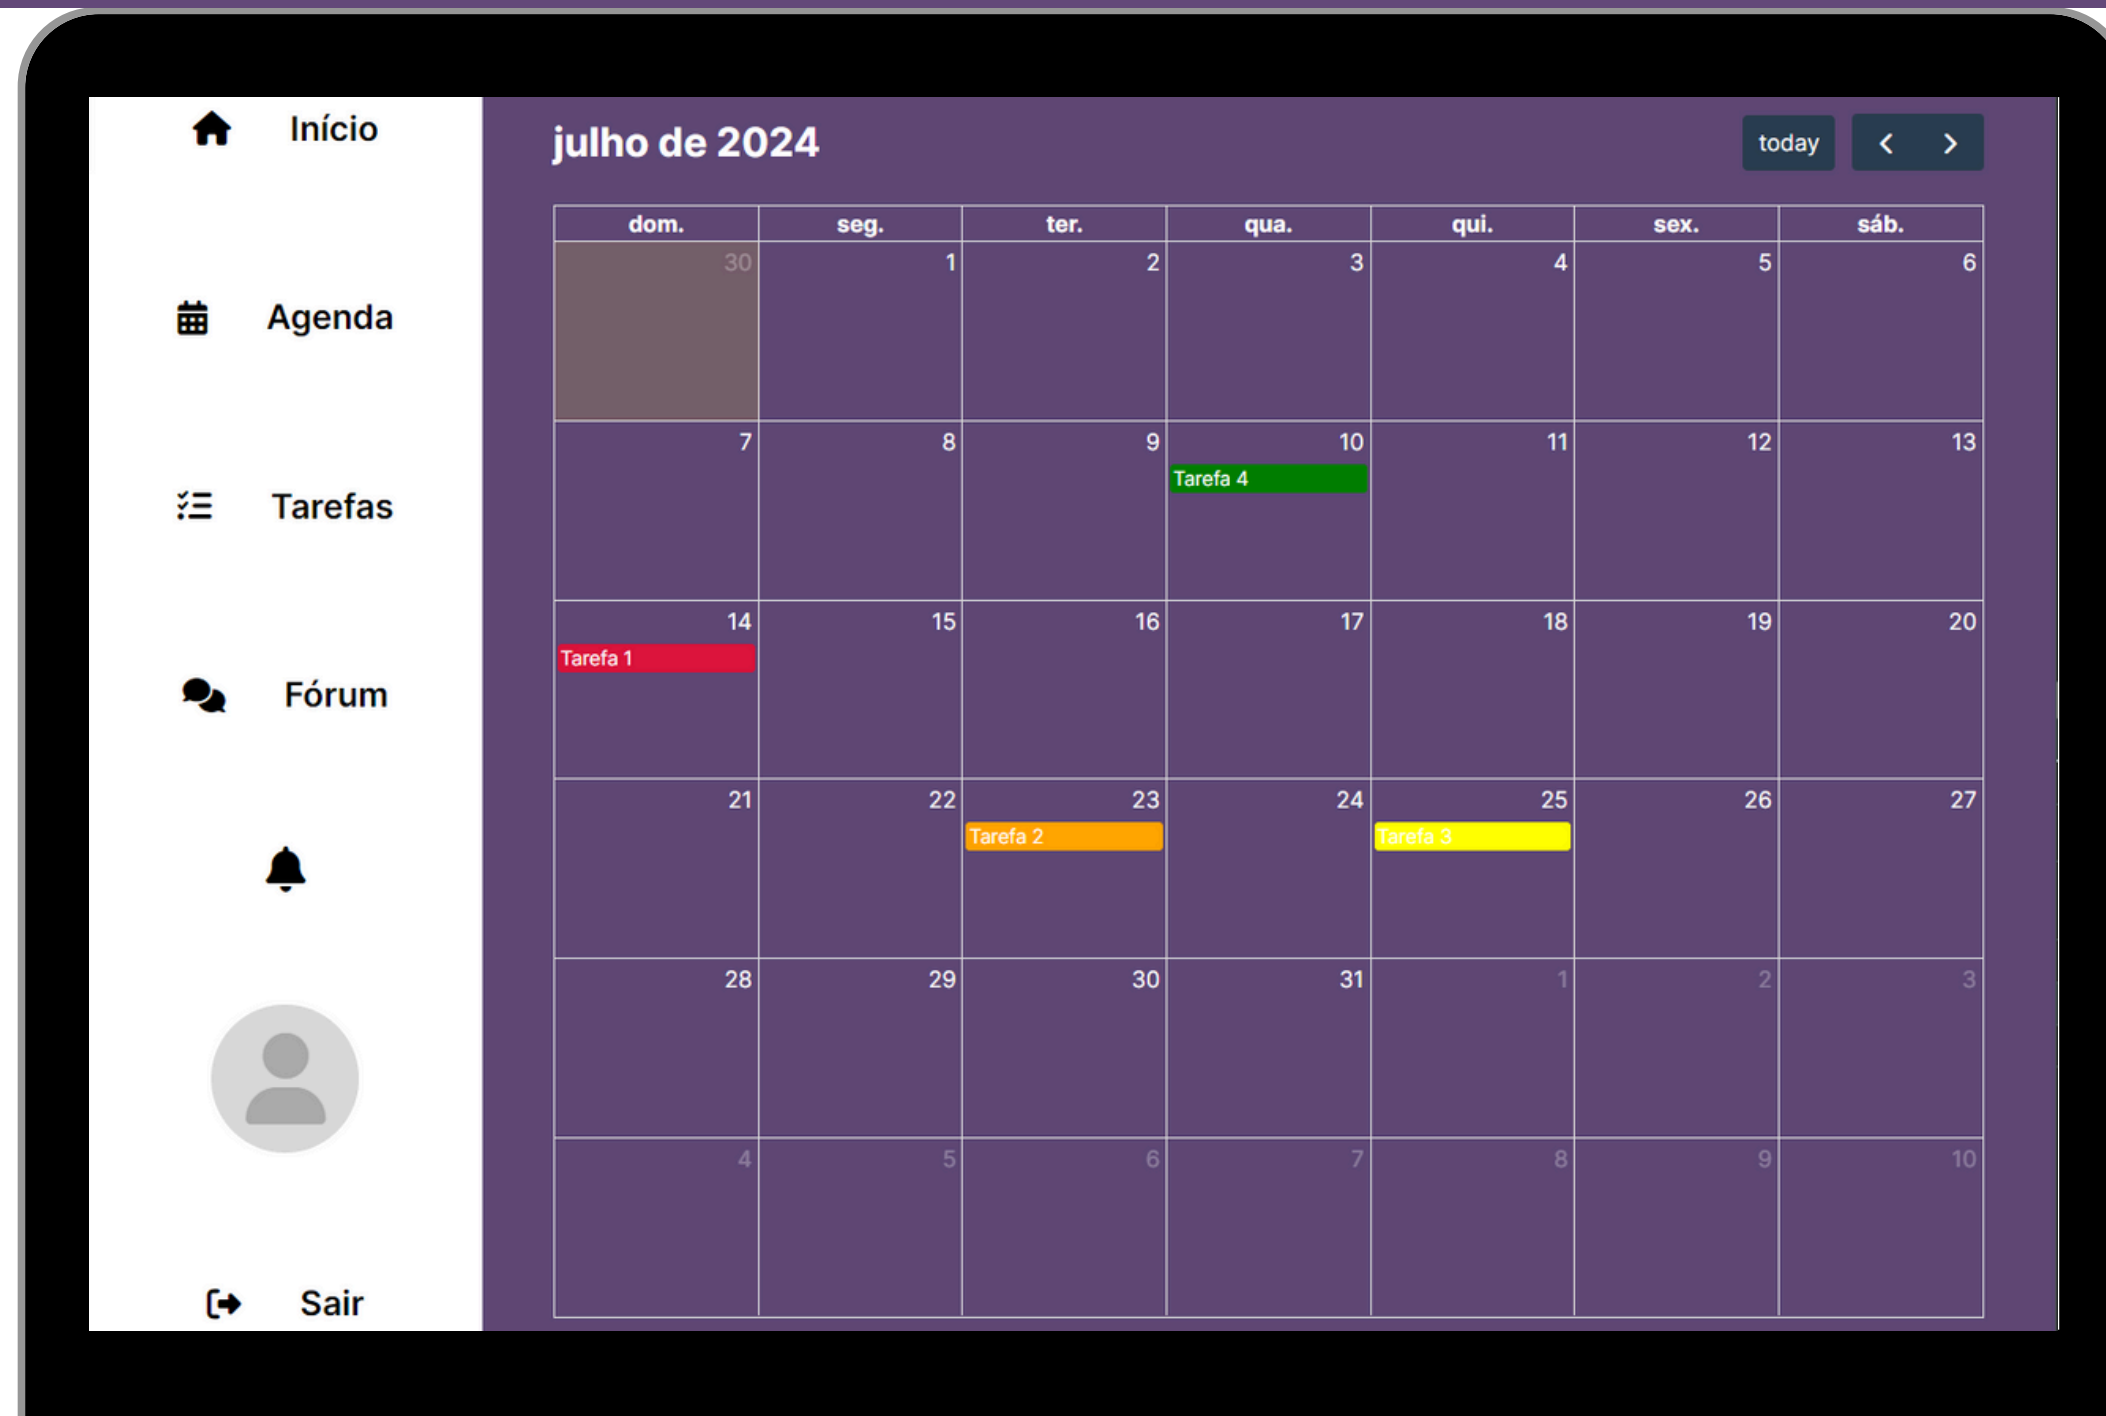 Início
Agenda
Tarefas
Fórum
Sair
julho de 2024
today
dom. seg. ter. qua. qui. sex. sáb.
30 1 2 3 4 5 6
7 8 9 10 11 12 13
Tarefa 4
14 15 16 17 18 19 20
Tarefa 1
21 22 23 24 25 26 27
Tarefa 2 Tarefa 3
28 29 30 31 1 2 3
4 5 6 7 8 9 10